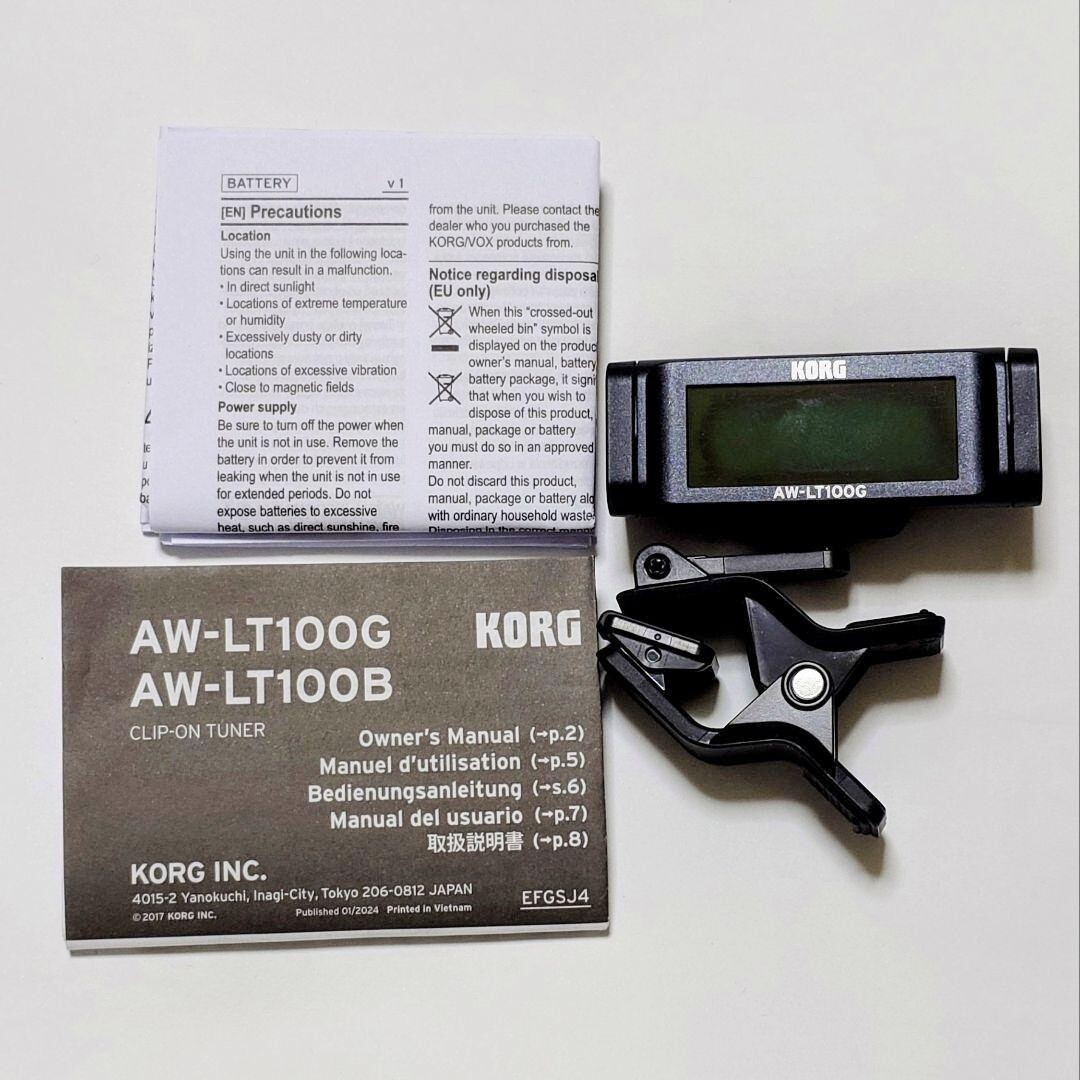 BATTERY
v 1
[EN] Precautions
Location
Using the unit in the following loca-
tions can result in a malfunction.
• In direct sunlight
• Locations of extreme temperature
or humidity
• Excessively dusty or dirty
locations
• Locations of excessive vibration
• Close to magnetic fields
Power supply
Be sure to turn off the power when
the unit is not in use. Remove the
battery in order to prevent it from
leaking when the unit is not in use
for extended periods. Do not
expose batteries to excessive
heat, such as direct sunshine, fire
from the unit. Please contact the
dealer who you purchased the
KORG/VOX products from.
Notice regarding disposa
(EU only)
When this “crossed-out
wheeled bin” symbol is
displayed on the produc
owner’s manual, battery
battery package, it signi
that when you wish to
dispose of this product,
manual, package or battery
you must do so in an approved
manner.
Do not discard this product,
manual, package or battery alo
with ordinary household waste
Disposing in the correct mann
KORG
AW-LT100G
AW-LT100G
AW-LT100B
KORG
CLIP-ON TUNER
Owner’s Manual (→p.2)
Manuel d’utilisation (→p.5)
Bedienungsanleitung (→s.6)
Manual del usuario (→p.7)
取扱説明書 (→p.8)
KORG INC.
4015-2 Yanokuchi, Inagi-City, Tokyo 206-0812 JAPAN
© 2017 KORG INC.
Published 01/2024 Printed in Vietnam
EFGSJ4